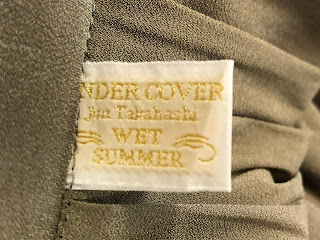 NDER COVER
Jun Takahashi
WET
SUMMER